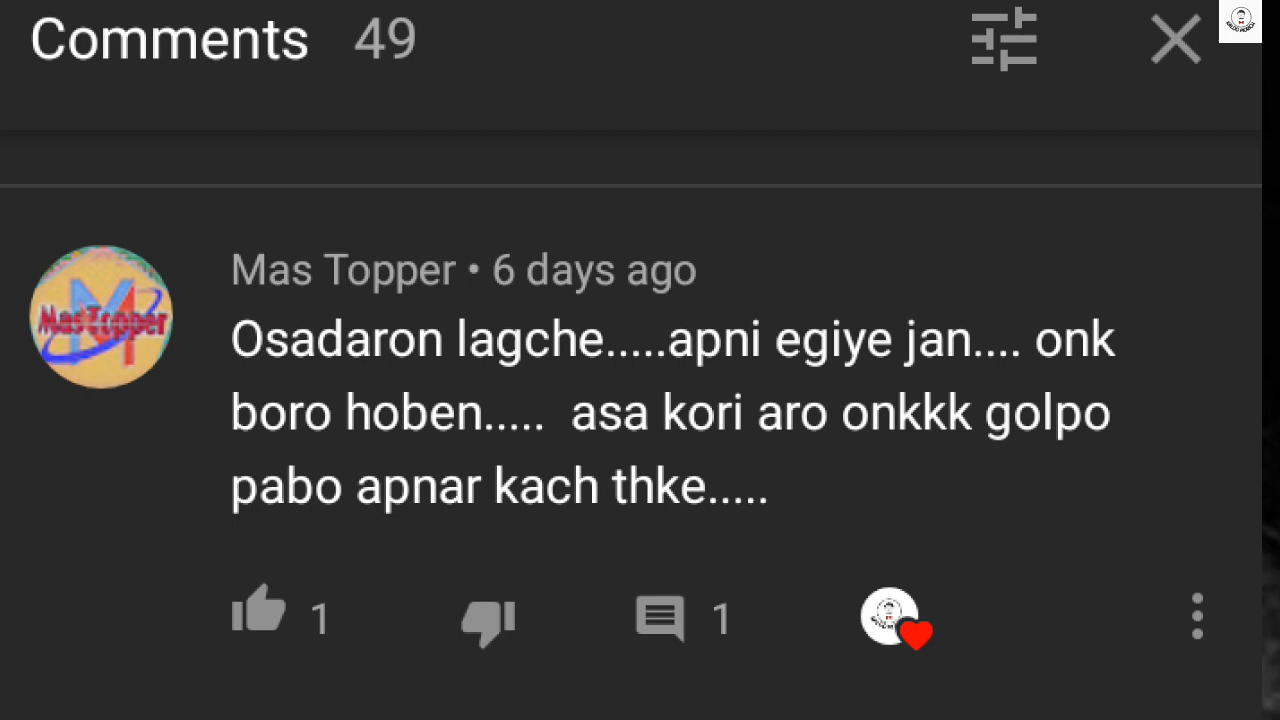 Comments 49
Mas Topper • 6 days ago
MasTopper
Osadaron lagche.....apni egiye jan.... onk
boro hoben..... asa kori aro onkkk golpo
pabo apnar kach thke.....
1 1